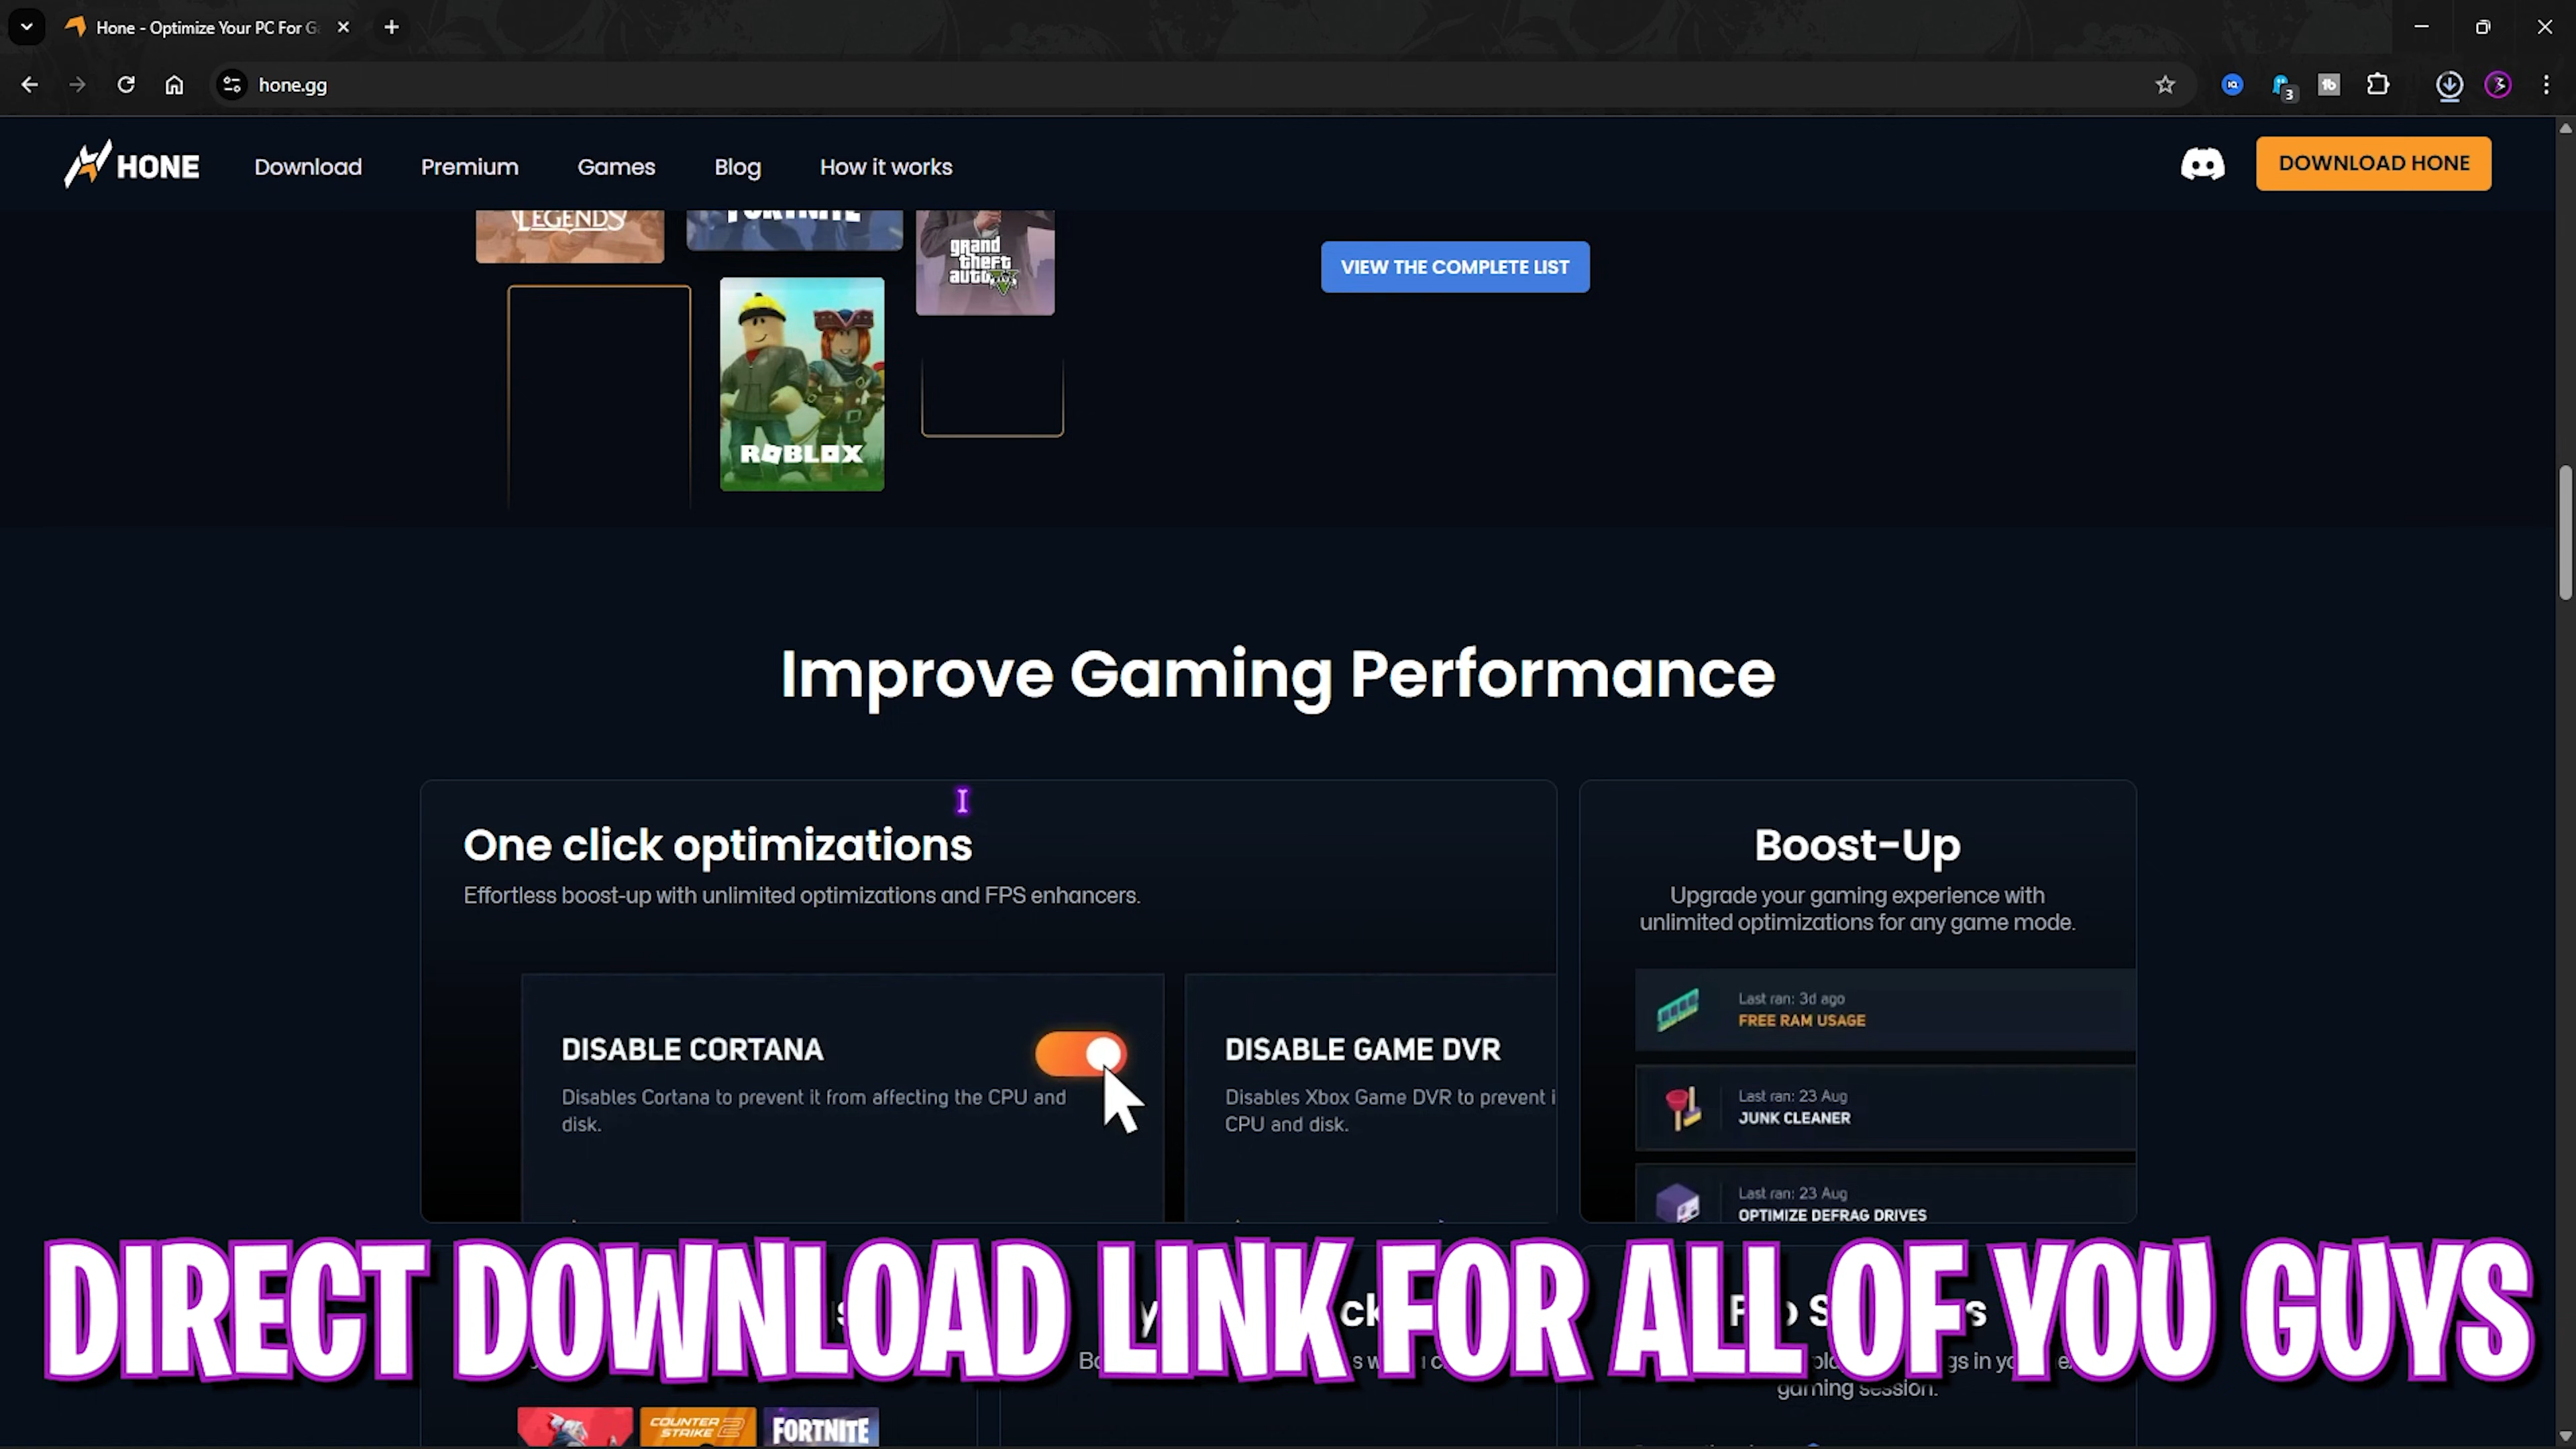 Hone - Optimize Your PC For G
hone.gg
3
HONE
Download
Premium
Games
Blog
How it works
DOWNLOAD HONE
LEGENDS
FORTNITE
grand
theft
auto
V
VIEW THE COMPLETE LIST
ROBLOX
Improve Gaming Performance
One click optimizations
Effortless boost-up with unlimited optimizations and FPS enhancers.
Boost-Up
Upgrade your gaming experience with
unlimited optimizations for any game mode.
DISABLE CORTANA
Disables Cortana to prevent it from affecting the CPU and
disk.
DISABLE GAME DVR
Disables Xbox Game DVR to prevent i
CPU and disk.
Last ran: 3d ago
FREE RAM USAGE
Last ran: 23 Aug
JUNK CLEANER
Last ran: 23 Aug
OPTIMIZE DEFRAG DRIVES
DIRECT DOWNLOAD LINK FOR ALL OF YOU GUYS
gaming session.
COUNTER
STRIKE 2
FORTNITE